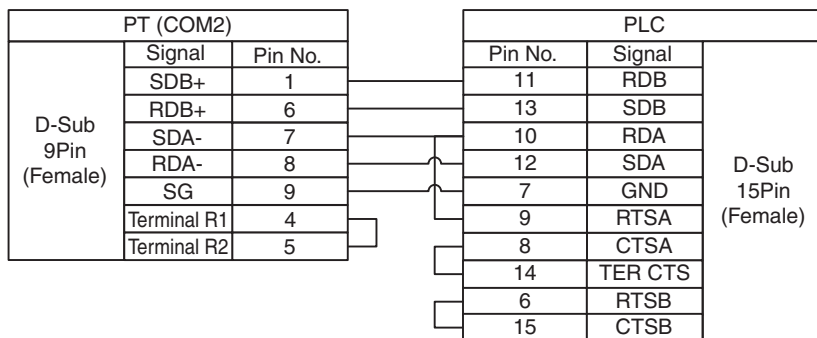 PT (COM2)
D-Sub
9Pin
(Female)
Signal Pin No.
SDB+ 1
RDB+ 6
SDA- 7
RDA- 8
SG 9
Terminal R1 4
Terminal R2 5
PLC
Pin No. Signal
11 RDB
13 SDB
10 RDA
12 SDA
7 GND
9 RTSA
8 CTSA
14 TER CTS
6 RTSB
15 CTSB
D-Sub
15Pin
(Female)